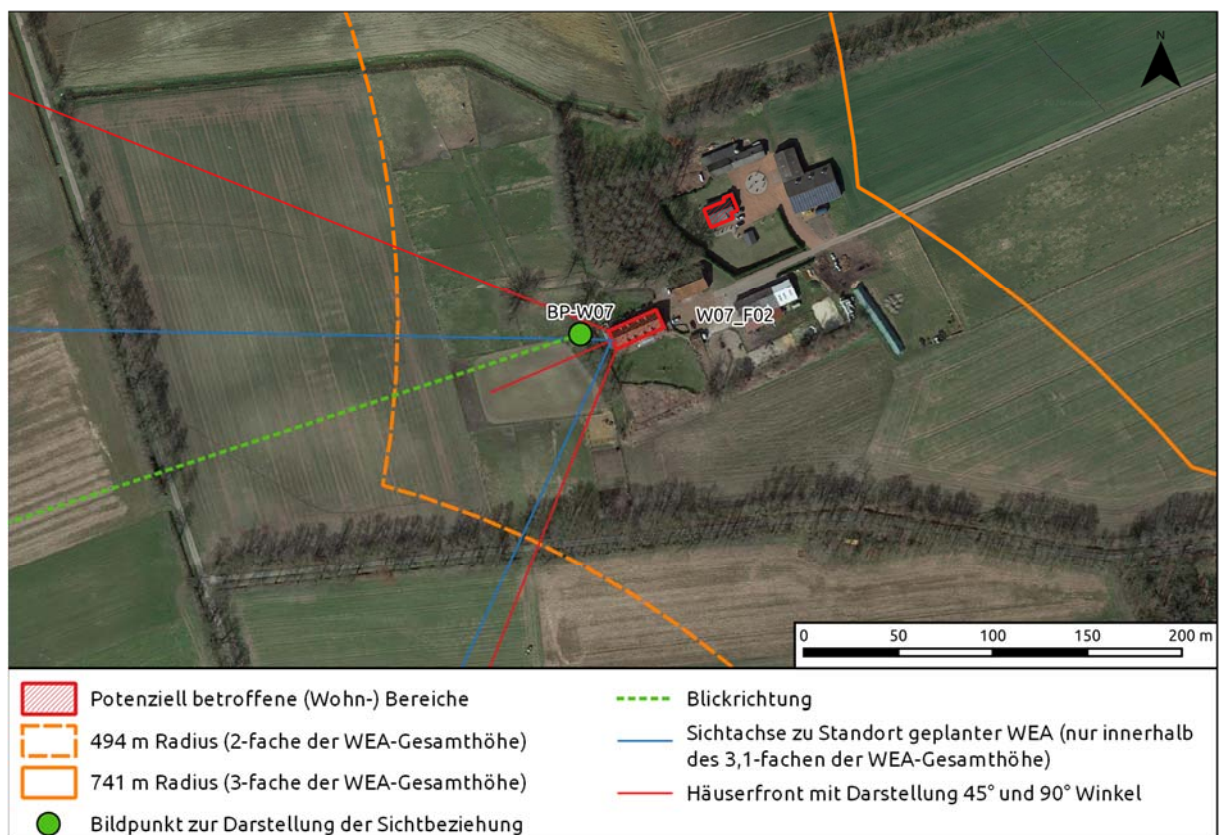 N
BP-W07
W07_F02
0 50 100 150 200 m
Potenziell betroffene (Wohn-) Bereiche
494 m Radius (2-fache der WEA-Gesamthöhe)
741 m Radius (3-fache der WEA-Gesamthöhe)
Bildpunkt zur Darstellung der Sichtbeziehung
Blickrichtung
Sichtachse zu Standort geplanter WEA (nur innerhalb
des 3,1-fachen der WEA-Gesamthöhe)
Häuserfront mit Darstellung 45° und 90° Winkel